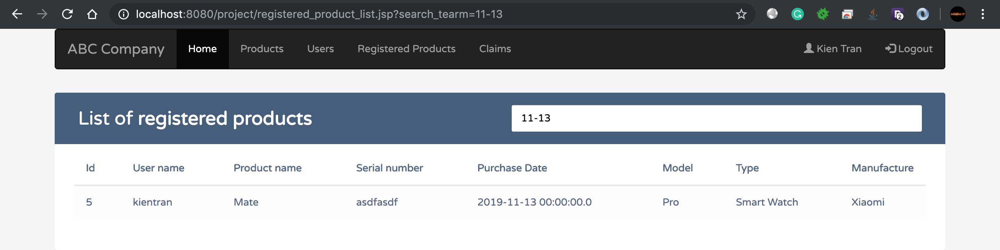 localhost:8080/project/registered_product_list.jsp?search_tearm=11-13
ABC Company Home Products Users Registered Products Claims Kien Tran Logout
List of registered products 11-13
Id User name Product name Serial number Purchase Date Model Type Manufacture
5 kientran Mate asdfasdf 2019-11-13 00:00:00.0 Pro Smart Watch Xiaomi